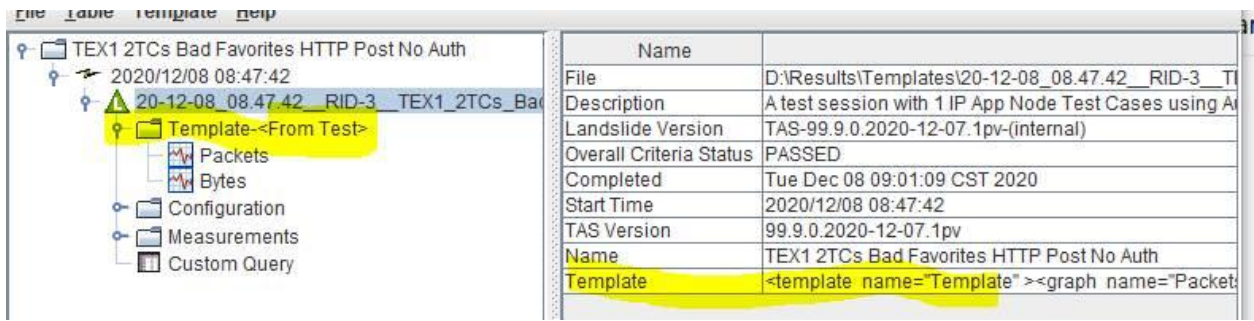 File Table Template Help
TEX1 2TCs Bad Favorites HTTP Post No Auth
2020/12/08 08:47:42
20-12-08_08.47.42__RID-3__TEX1_2TCs_Bac
Template-<From Test>
Packets
Bytes
Configuration
Measurements
Custom Query
Name
File D:\Results\Templates\20-12-08_08.47.42__RID-3__TI
Description A test session with 1 IP App Node Test Cases using A
Landslide Version TAS-99.9.0.2020-12-07.1pv-(internal)
Overall Criteria Status PASSED
Completed Tue Dec 08 09:01:09 CST 2020
Start Time 2020/12/08 08:47:42
TAS Version 99.9.0.2020-12-07.1pv
Name TEX1 2TCs Bad Favorites HTTP Post No Auth
Template <template name="Template" ><graph name="Packets